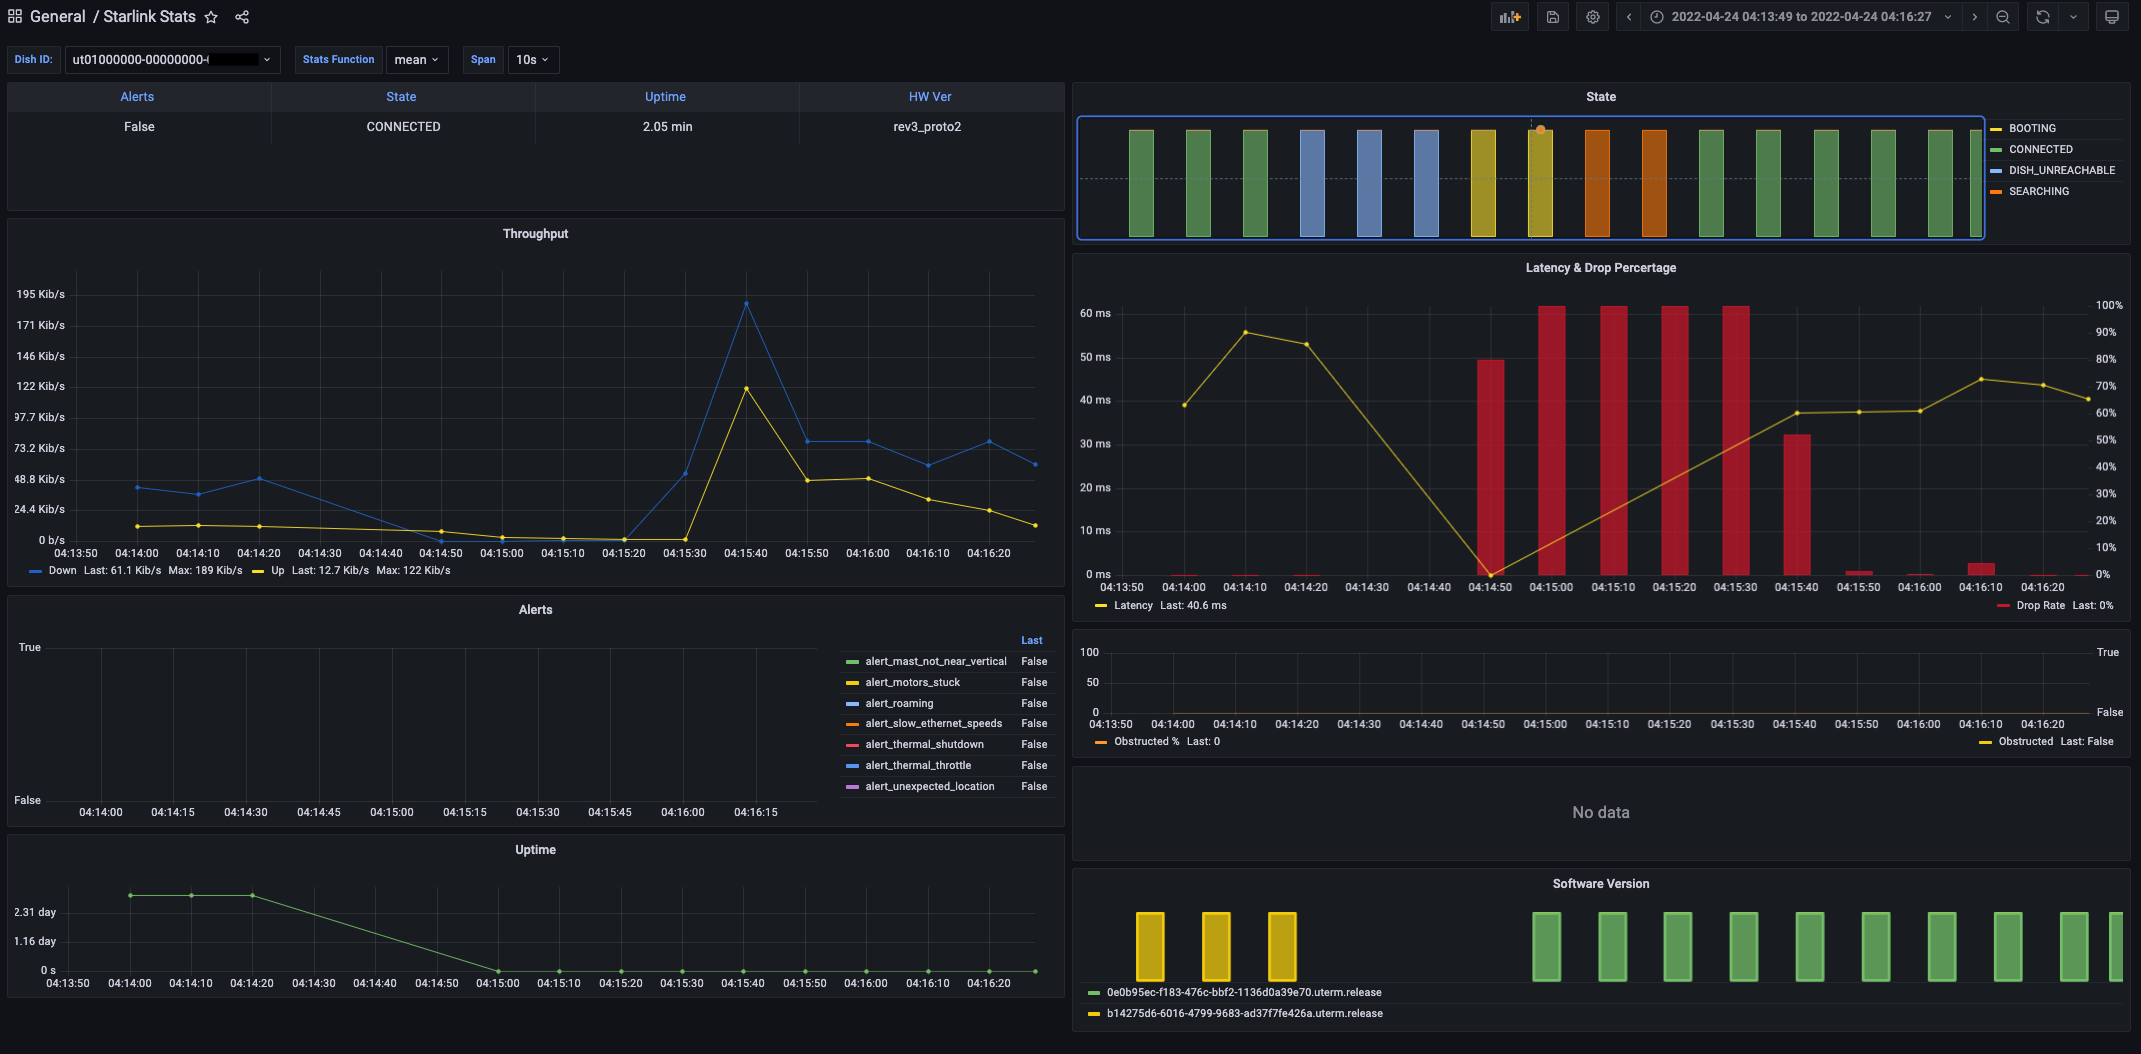 General / Starlink Stats
2022-04-24 04:13:49 to 2022-04-24 04:16:27
Dish ID: ut01000000-00000000- Stats Function mean Span 10s
Alerts State Uptime HW Ver
False CONNECTED 2.05 min rev3_proto2
Throughput
195 Kib/s
171 Kib/s
146 Kib/s
122 Kib/s
97.7 Kib/s
73.2 Kib/s
48.8 Kib/s
24.4 Kib/s
0 b/s
04:13:50 04:14:00 04:14:10 04:14:20 04:14:30 04:14:40 04:14:50 04:15:00 04:15:10 04:15:20 04:15:30 04:15:40 04:15:50 04:16:00 04:16:10 04:16:20
Down Last: 61.1 Kib/s Max: 189 Kib/s Up Last: 12.7 Kib/s Max: 122 Kib/s
Alerts
True
False
04:14:00 04:14:15 04:14:30 04:14:45 04:15:00 04:15:15 04:15:30 04:15:45 04:16:00 04:16:15
Last
alert_mast_not_near_vertical False
alert_motors_stuck False
alert_roaming False
alert_slow_ethernet_speeds False
alert_thermal_shutdown False
alert_thermal_throttle False
alert_unexpected_location False
Uptime
2.31 day
1.16 day
0 s
04:13:50 04:14:00 04:14:10 04:14:20 04:14:30 04:14:40 04:14:50 04:15:00 04:15:10 04:15:20 04:15:30 04:15:40 04:15:50 04:16:00 04:16:10 04:16:20
State
BOOTING
CONNECTED
DISH_UNREACHABLE
SEARCHING
Latency & Drop Percertage
60 ms
50 ms
40 ms
30 ms
20 ms
10 ms
0 ms
100%
90%
80%
70%
60%
50%
40%
30%
20%
10%
0%
04:13:50 04:14:00 04:14:10 04:14:20 04:14:30 04:14:40 04:14:50 04:15:00 04:15:10 04:15:20 04:15:30 04:15:40 04:15:50 04:16:00 04:16:10 04:16:20
Latency Last: 40.6 ms Drop Rate Last: 0%
100 True
50
0 False
04:13:50 04:14:00 04:14:10 04:14:20 04:14:30 04:14:40 04:14:50 04:15:00 04:15:10 04:15:20 04:15:30 04:15:40 04:15:50 04:16:00 04:16:10 04:16:20
Obstructed % Last: 0 Obstructed Last: False
No data
Software Version
0e0b95ec-f183-476c-bbf2-1136d0a39e70.uterm.release
b14275d6-6016-4799-9683-ad37f7fe426a.uterm.release